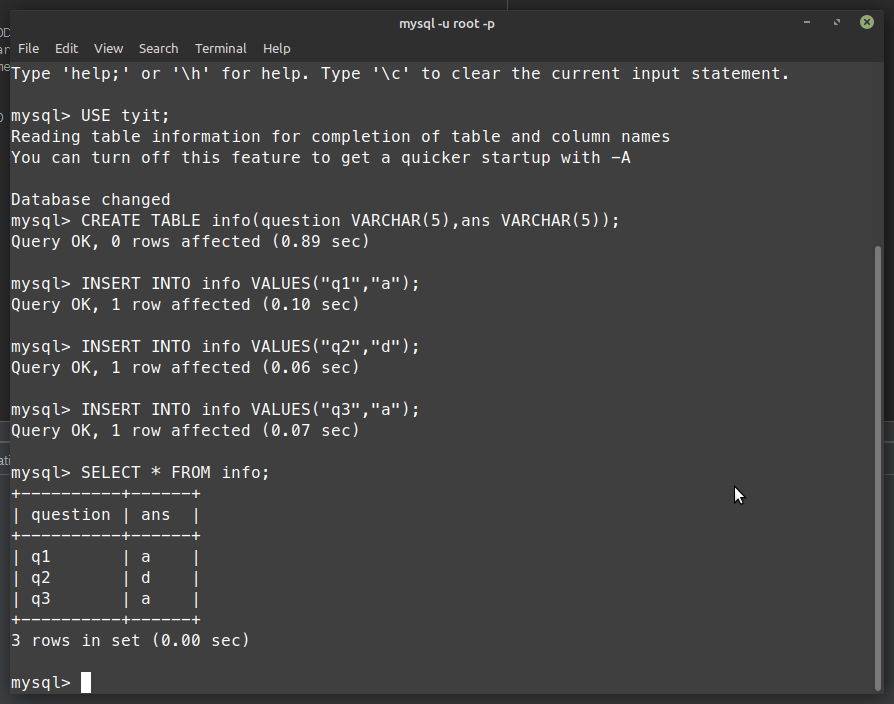 mysql -u root -p
File Edit View Search Terminal Help
Type 'help;' or '\h' for help. Type '\c' to clear the current input statement.
mysql> USE tyit;
Reading table information for completion of table and column names
You can turn off this feature to get a quicker startup with -A
Database changed
mysql> CREATE TABLE info(question VARCHAR(5),ans VARCHAR(5));
Query OK, 0 rows affected (0.89 sec)
mysql> INSERT INTO info VALUES("q1","a");
Query OK, 1 row affected (0.10 sec)
mysql> INSERT INTO info VALUES("q2","d");
Query OK, 1 row affected (0.06 sec)
mysql> INSERT INTO info VALUES("q3","a");
Query OK, 1 row affected (0.07 sec)
mysql> SELECT * FROM info;
+----------+------+
| question | ans  |
+----------+------+
| q1       | a    |
| q2       | d    |
| q3       | a    |
+----------+------+
3 rows in set (0.00 sec)
mysql>